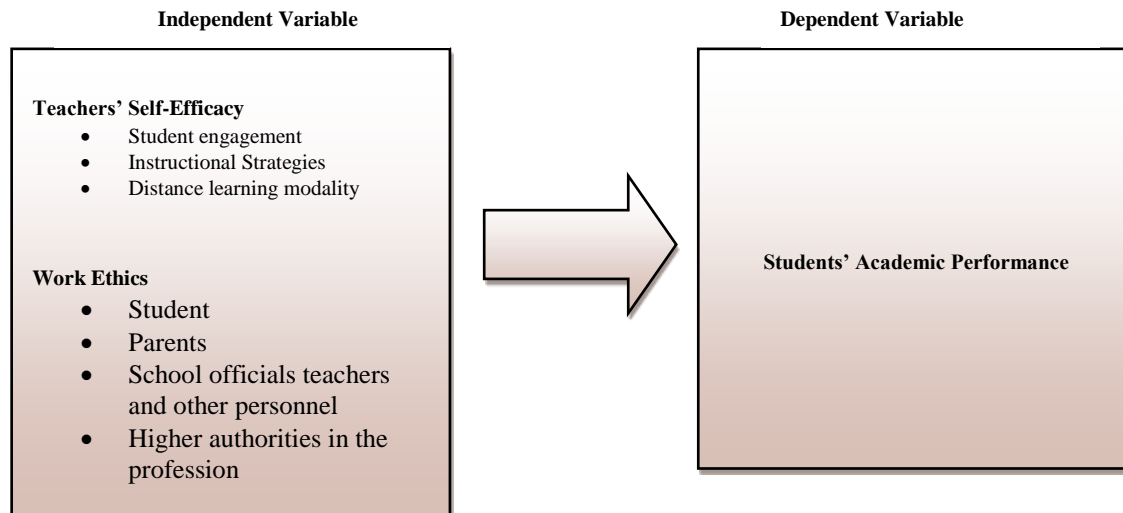 Independent Variable
Dependent Variable
Teachers’ Self-Efficacy
• Student engagement
• Instructional Strategies
• Distance learning modality
Work Ethics
• Student
• Parents
• School officials teachers
and other personnel
• Higher authorities in the
profession
Students’ Academic Performance